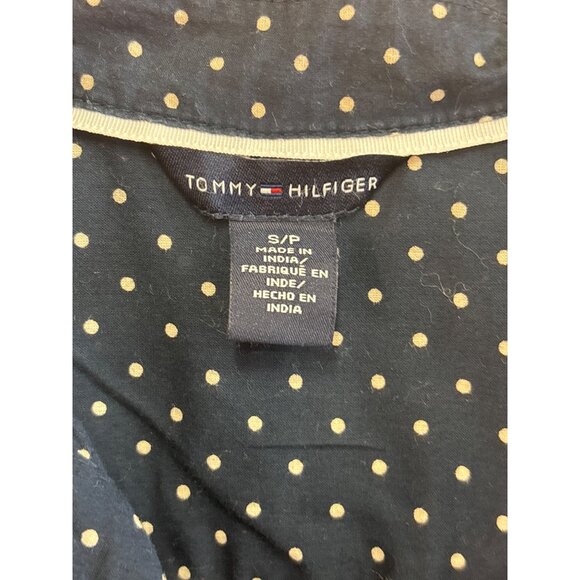 TOMMY HILFIGER
S/P
MADE IN
INDIA/
FABRIQUÉ EN
INDE/
HECHO EN
INDIA